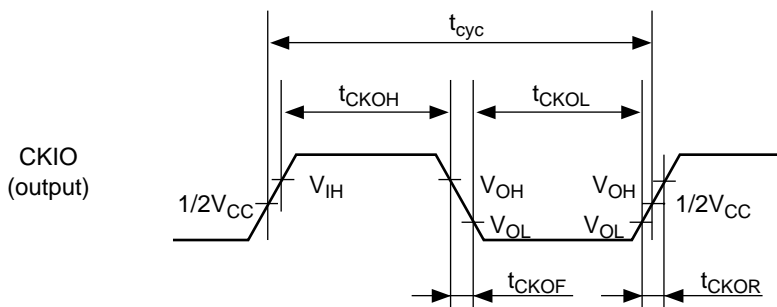 tcyc
tCKOH tCKOL
CKIO
(output)
VIH VOH VOH
1/2VCC 1/2VCC
VOL VOL
tCKOF tCKOR